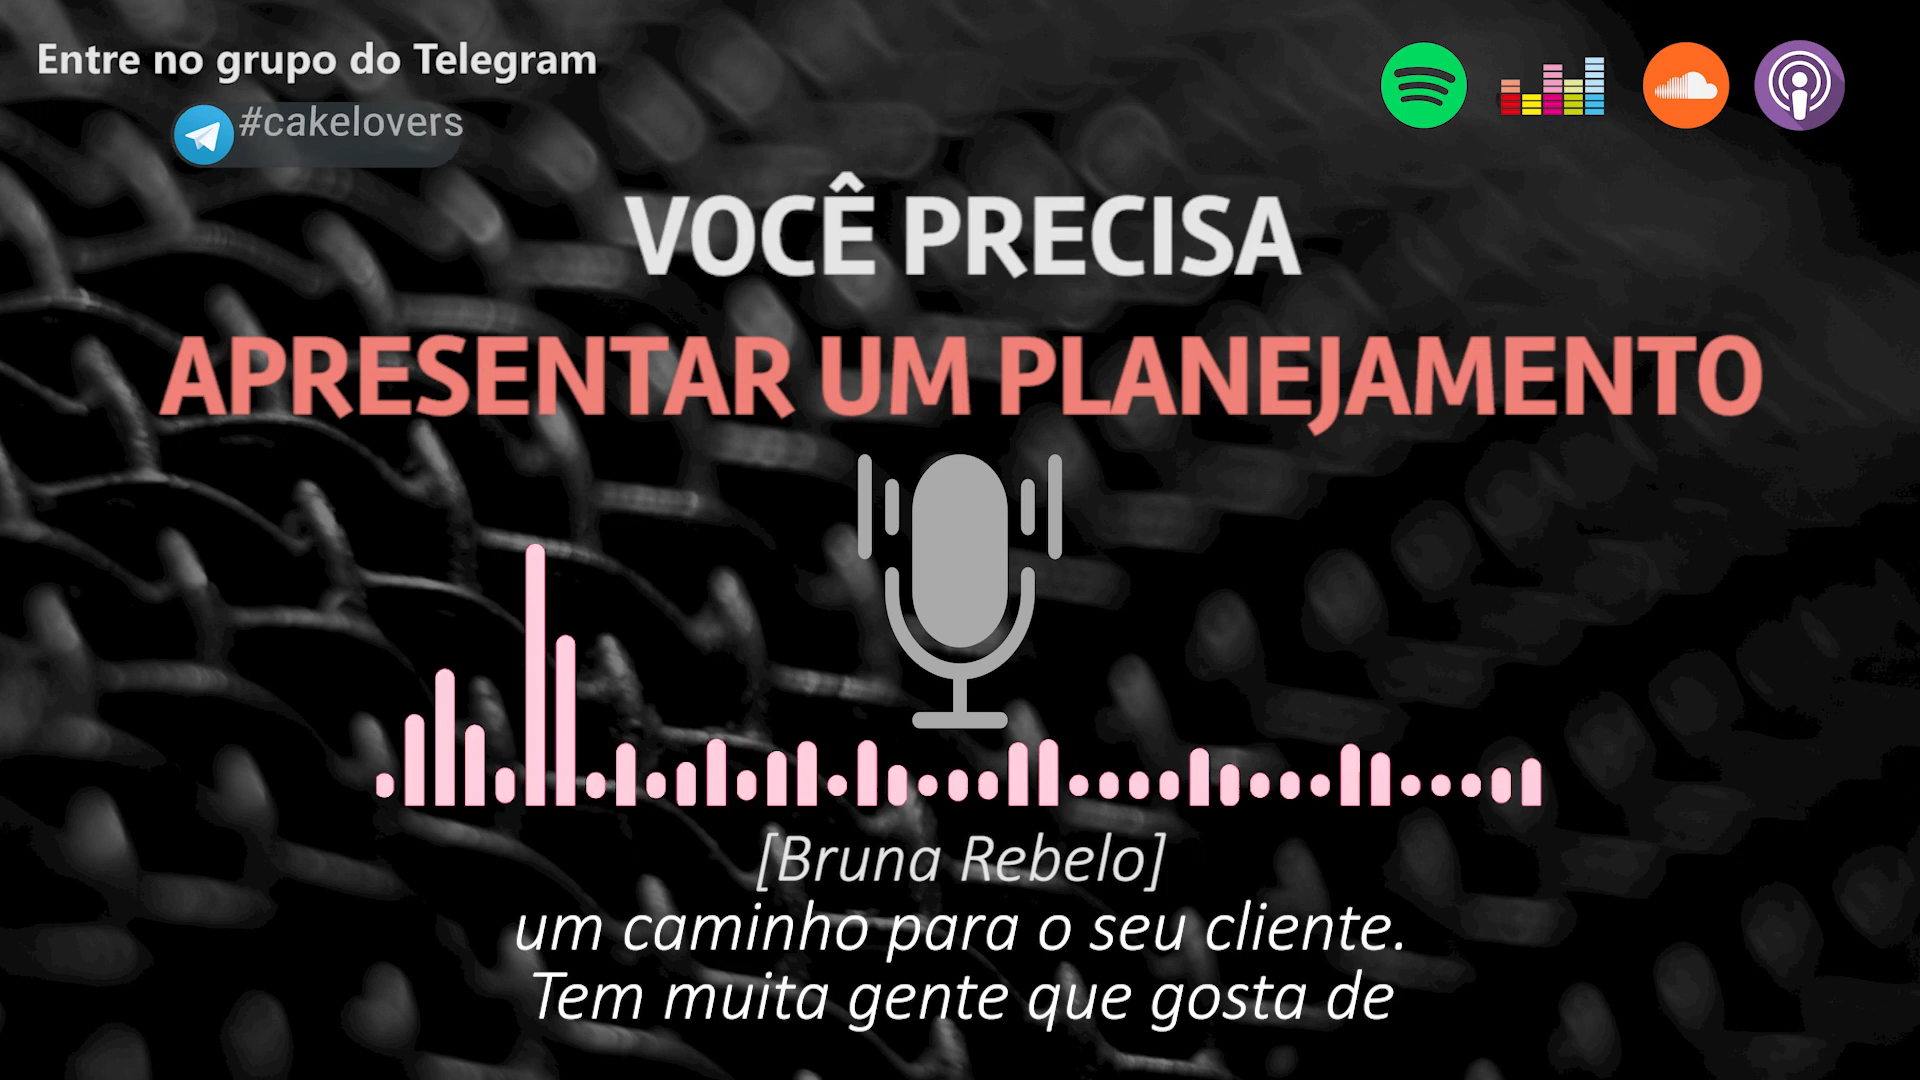 Entre no grupo do Telegram
#cakelovers
VOCÊ PRECISA
APRESENTAR UM PLANEJAMENTO
[Bruna Rebelo]
um caminho para o seu cliente.
Tem muita gente que gosta de